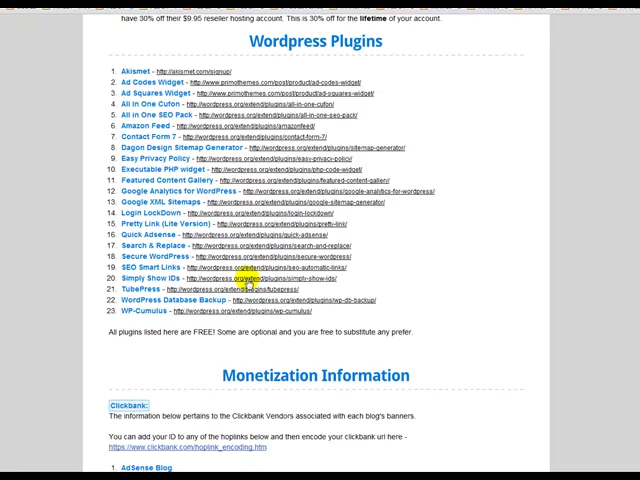 have 30% off their $9.95 reseller hosting account. This is 30% off for the lifetime of your account.
Wordpress Plugins
1. Akismet - http://akismet.com/signup/
2. Ad Codes Widget - http://www.primothemes.com/post/product/ad-codes-widget/
3. Ad Squares Widget - http://www.primothemes.com/post/product/ad-squares-widget/
4. All in One Cufon - http://wordpress.org/extend/plugins/all-in-one-cufon/
5. All in One SEO Pack - http://wordpress.org/extend/plugins/all-in-one-seo-pack/
6. Amazon Feed - http://wordpress.org/extend/plugins/amazonfeed/
7. Contact Form 7 - http://wordpress.org/extend/plugins/contact-form-7/
8. Dagon Design Sitemap Generator - http://wordpress.org/extend/plugins/sitemap-generator/
9. Easy Privacy Policy - http://wordpress.org/extend/plugins/easy-privacy-policy/
10. Executable PHP widget - http://wordpress.org/extend/plugins/php-code-widget/
11. Featured Content Gallery - http://wordpress.org/extend/plugins/featured-content-gallery/
12. Google Analytics for WordPress - http://wordpress.org/extend/plugins/google-analytics-for-wordpress/
13. Google XML Sitemaps - http://wordpress.org/extend/plugins/google-sitemap-generator/
14. Login LockDown - http://wordpress.org/extend/plugins/login-lockdown/
15. Pretty Link (Lite Version) - http://wordpress.org/extend/plugins/pretty-link/
16. Quick Adsense - http://wordpress.org/extend/plugins/quick-adsense/
17. Search & Replace - http://wordpress.org/extend/plugins/search-and-replace/
18. Secure WordPress - http://wordpress.org/extend/plugins/secure-wordpress/
19. SEO Smart Links - http://wordpress.org/extend/plugins/seo-automatic-links/
20. Simply Show IDs - http://wordpress.org/extend/plugins/simply-show-ids/
21. TubePress - http://wordpress.org/extend/plugins/tubepress/
22. WordPress Database Backup - http://wordpress.org/extend/plugins/wp-db-backup/
23. WP-Cumulus - http://wordpress.org/extend/plugins/wp-cumulus/
All plugins listed here are FREE! Some are optional and you are free to substitute any prefer.
Monetization Information
Clickbank:
The information below pertains to the Clickbank Vendors associated with each blog's banners.
You can add your ID to any of the hoplinks below and then encode your clickbank url here -
https://www.clickbank.com/hoplink_encoding.htm
1. AdSense Blog